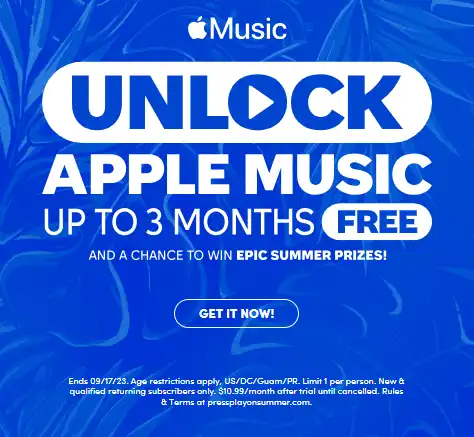 Music
UNLOCK
APPLE MUSIC
UP TO 3 MONTHS FREE
AND A CHANCE TO WIN EPIC SUMMER PRIZES!
GET IT NOW!
Ends 09/17/23. Age restrictions apply, US/DC/Guam/PR. Limit 1 per person. New &
qualified returning subscribers only. $10.99/month after trial until cancelled. Rules
& Terms at pressplayonsummer.com.